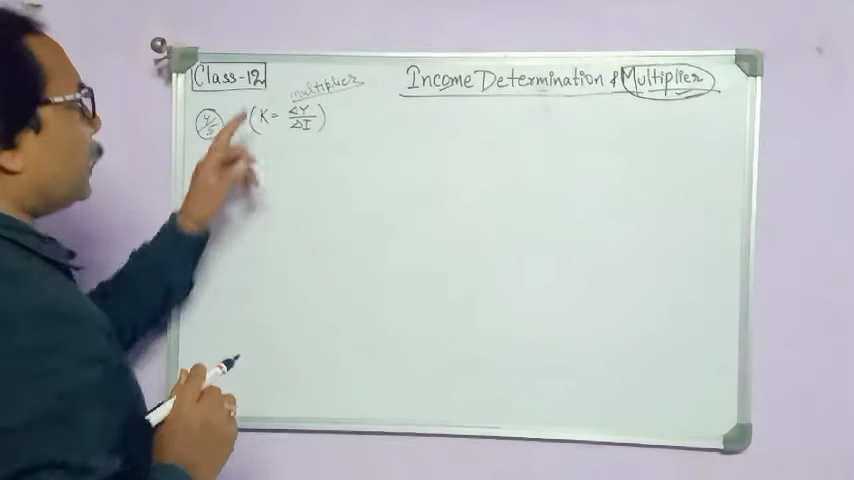 Class-12
Income Determination & Multiplier
multiplier
(K = ΔY/ΔI)